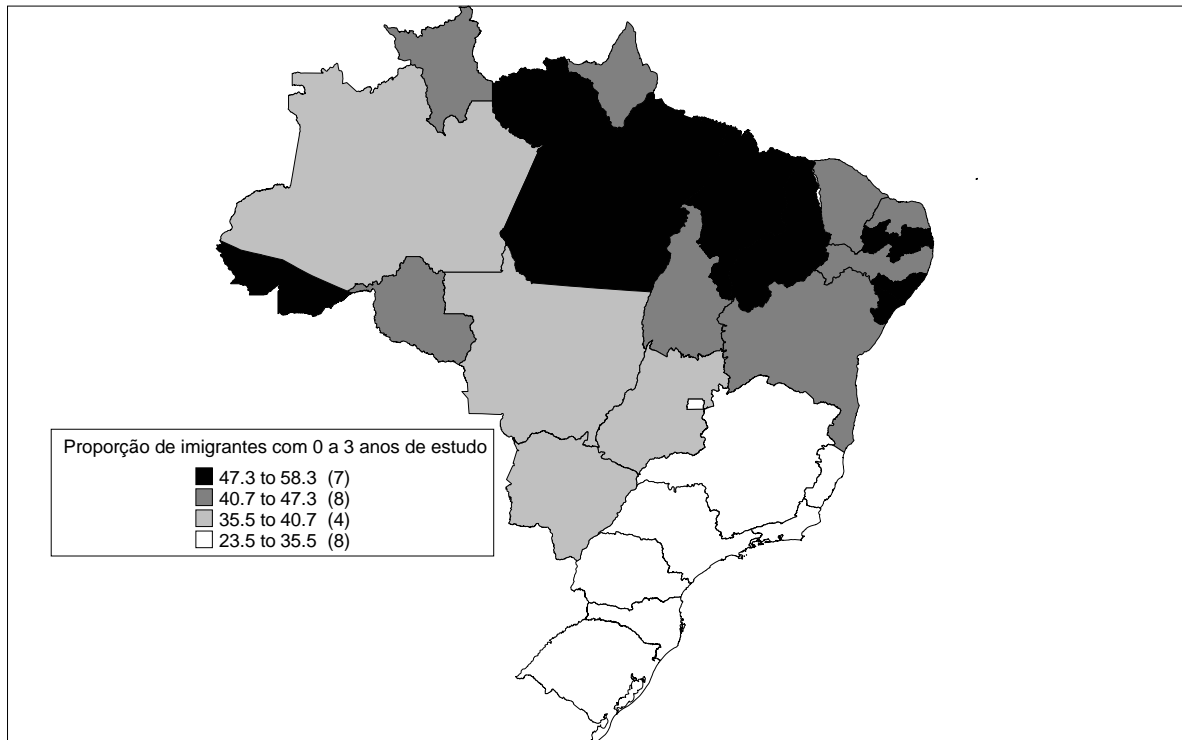 Proporção de imigrantes com 0 a 3 anos de estudo
47.3 to 58.3 (7)
40.7 to 47.3 (8)
35.5 to 40.7 (4)
23.5 to 35.5 (8)